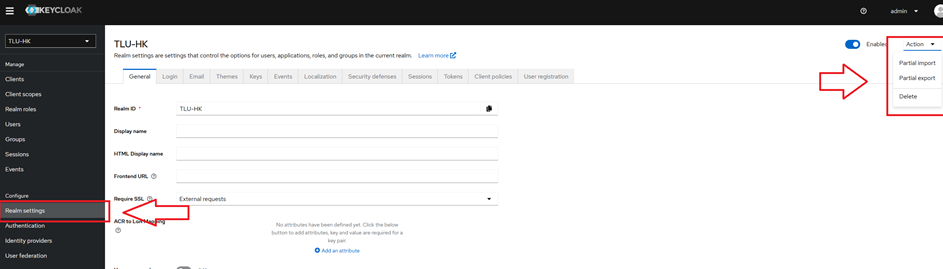 KEYCLOAK
admin
TLU-HK
Manage
Clients
Client scopes
Realm roles
Users
Groups
Sessions
Events
Configure
Realm settings
Authentication
Identity providers
User federation
TLU-HK
Realm settings are settings that control the options for users, applications, roles, and groups in the current realm. Learn more
Enabled
Action
Partial import
Partial export
Delete
General Login Email Themes Keys Events Localization Security defenses Sessions Tokens Client policies User registration
Realm ID * TLU-HK
Display name
HTML Display name
Frontend URL
Require SSL External requests
ACR to LoA Mapping
No attributes have been defined yet. Click the below
button to add attributes, key and value are required for a
key pair.
Add an attribute